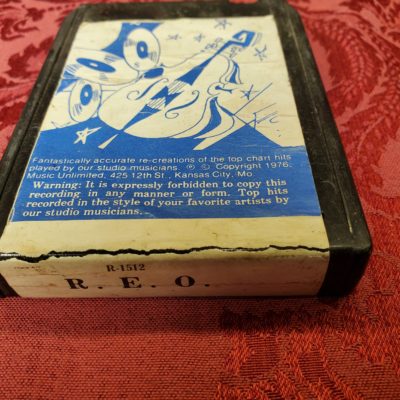 Fantastically accurate re-creations of the top chart hits
played by our studio musicians. ℗ © Copyright 1976,
Music Unlimited, 425 12th St., Kansas City, Mo.
Warning: It is expressly forbidden to copy this
recording in any manner or form. Top hits
recorded in the style of your favorite artists by
our studio musicians.
R-1512
R. E. O.